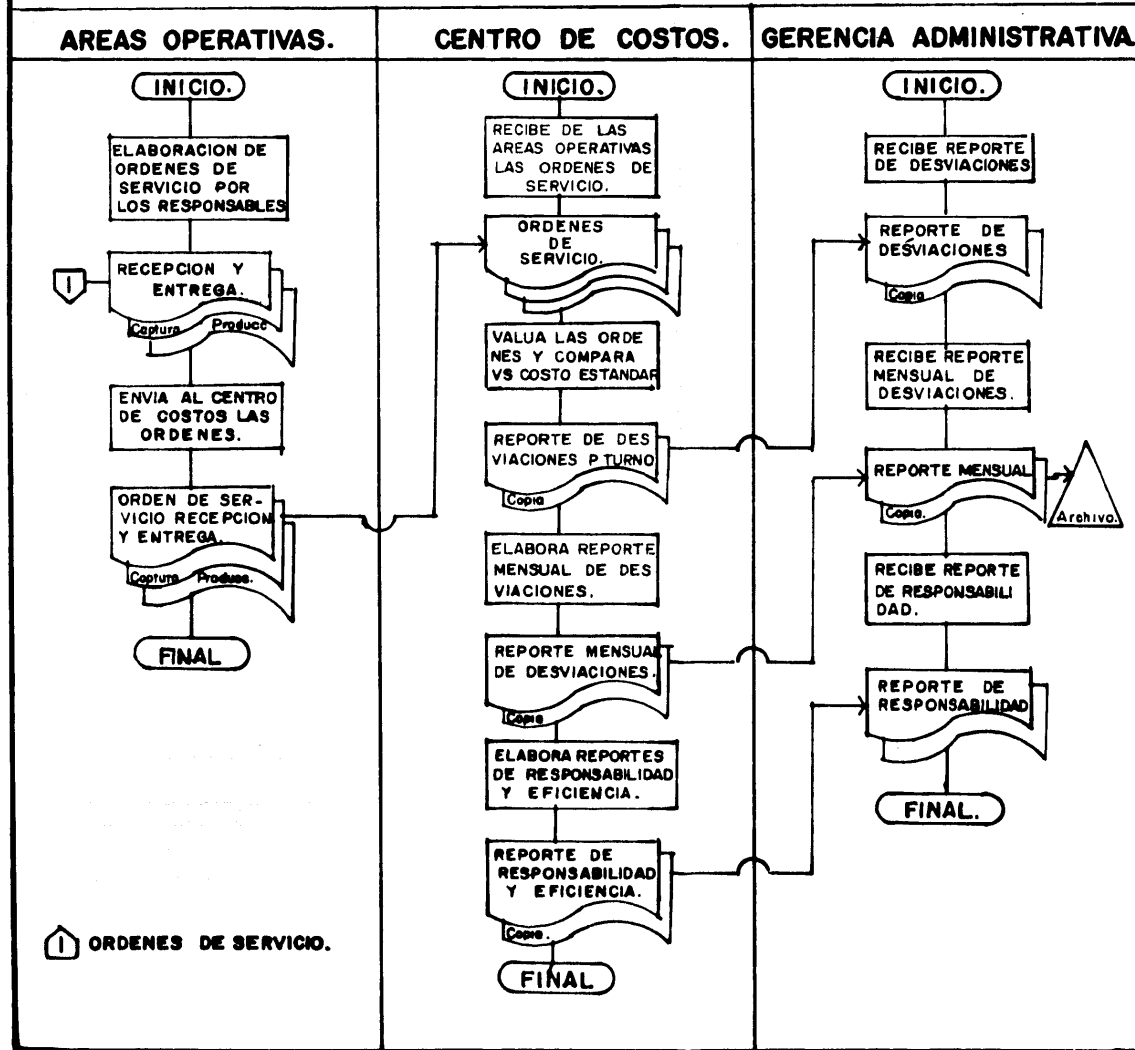 AREAS OPERATIVAS.
INICIO.
ELABORACION DE
ORDENES DE
SERVICIO POR
LOS RESPONSABLES
1
RECEPCION Y
ENTREGA.
Captura Producc
ENVIA AL CENTRO
DE COSTOS LAS
ORDENES.
ORDEN DE SER-
VICIO RECEPCION
Y ENTREGA.
Captura Producc.
FINAL
1 ORDENES DE SERVICIO.
CENTRO DE COSTOS.
INICIO.
RECIBE DE LAS
AREAS OPERATIVAS
LAS ORDENES DE
SERVICIO.
ORDENES
DE
SERVICIO.
VALUA LAS ORDE
NES Y COMPARA
VS COSTO ESTANDAR
REPORTE DE DES
VIACIONES P TURNO
Copia
ELABORA REPORTE
MENSUAL DE DES
VIACIONES.
REPORTE MENSUAL
DE DESVIACIONES.
Copia
ELABORA REPORTES
DE RESPONSABILIDAD
Y EFICIENCIA.
REPORTE DE
RESPONSABILIDAD
Y EFICIENCIA.
Copia.
FINAL
GERENCIA ADMINISTRATIVA
INICIO.
RECIBE REPORTE
DE DESVIACIONES
REPORTE DE
DESVIACIONES
Copia
RECIBE REPORTE
MENSUAL DE
DESVIACIONES.
REPORTE MENSUAL
Copia.
Archivo.
RECIBE REPORTE
DE RESPONSABILI
DAD.
REPORTE DE
RESPONSABILIDAD
FINAL.